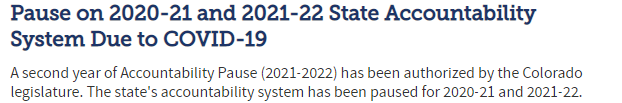 Pause on 2020-21 and 2021-22 State Accountability
System Due to COVID-19
A second year of Accountability Pause (2021-2022) has been authorized by the Colorado
legislature. The state's accountability system has been paused for 2020-21 and 2021-22.